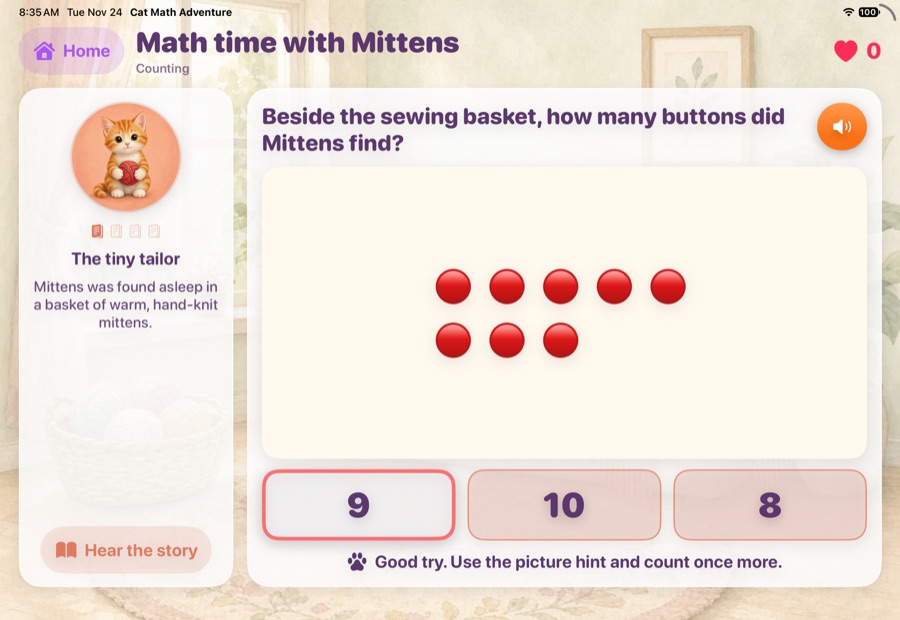 8:35 AM Tue Nov 24 Cat Math Adventure
100
Home
Math time with Mittens
Counting
0
The tiny tailor
Mittens was found asleep in
a basket of warm, hand-knit
mittens.
Hear the story
Beside the sewing basket, how many buttons did
Mittens find?
9
10
8
Good try. Use the picture hint and count once more.